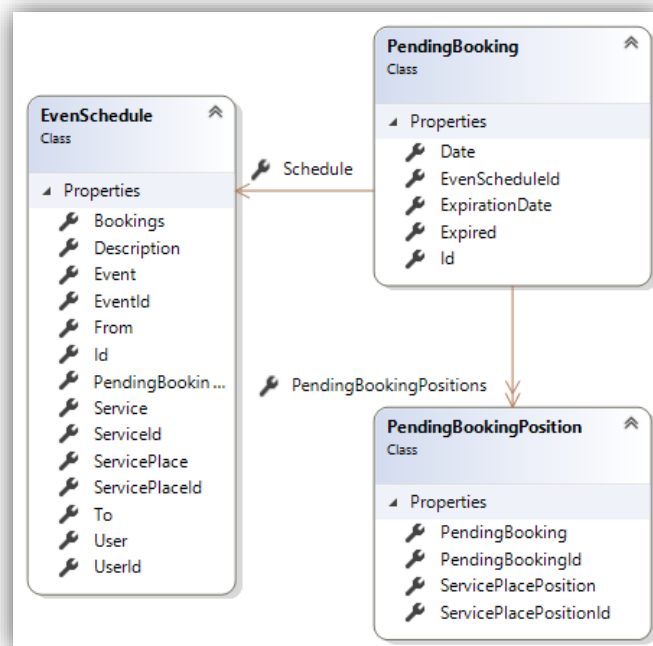 PendingBooking
Class
Properties
Date
EvenScheduleId
ExpirationDate
Expired
Id
EvenSchedule
Class
Properties
Bookings
Description
Event
EventId
From
Id
PendingBookin ...
Service
ServiceId
ServicePlace
ServicePlaceId
To
User
UserId
Schedule
PendingBookingPositions
PendingBookingPosition
Class
Properties
PendingBooking
PendingBookingId
ServicePlacePosition
ServicePlacePositionId